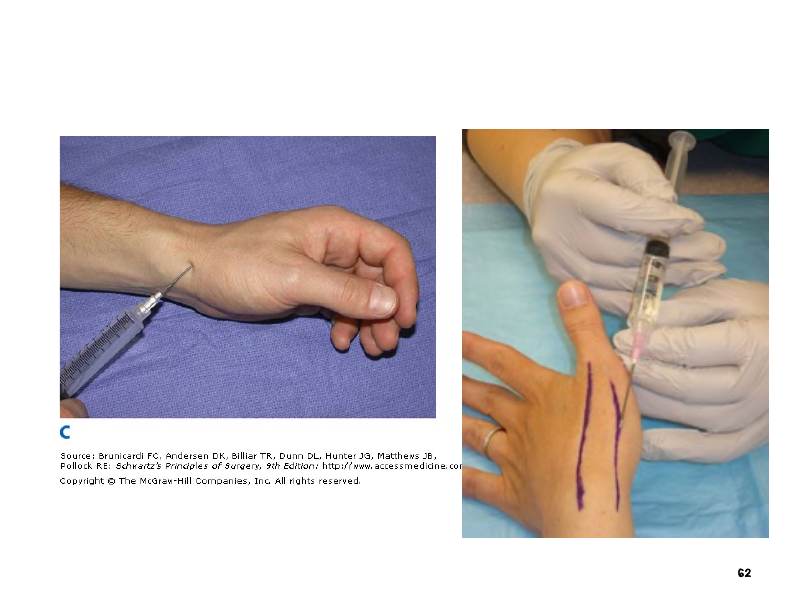 C
Source: Brunicardi FC, Andersen DK, Billiar TR, Dunn DL, Hunter JG, Matthews JB,
Pollock RE: Schwartz's Principles of Surgery, 9th Edition: http://www.accessmedicine.com
Copyright © The McGraw-Hill Companies, Inc. All rights reserved.
62